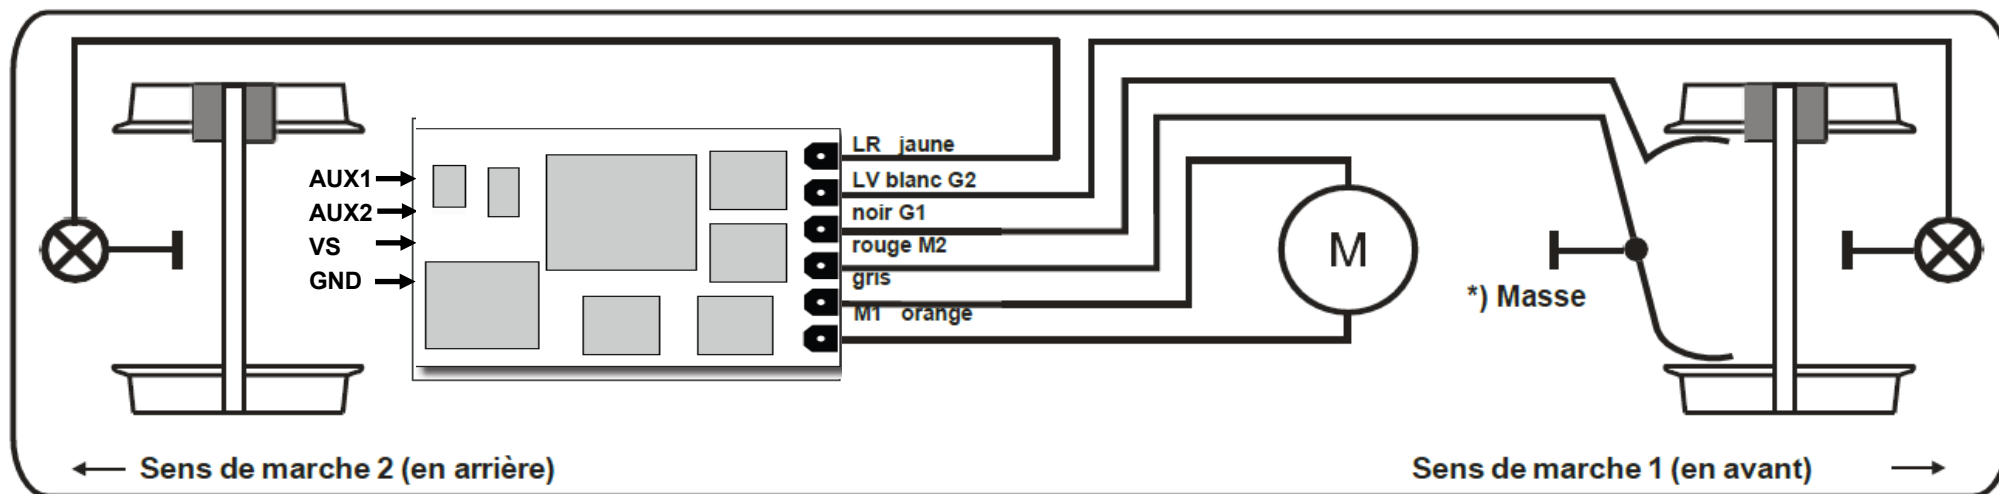 LR jaune
LV blanc G2
noir G1
rouge M2
gris
M1 orange
AUX1
AUX2
VS
GND
M
*) Masse
Sens de marche 2 (en arrière)
Sens de marche 1 (en avant)